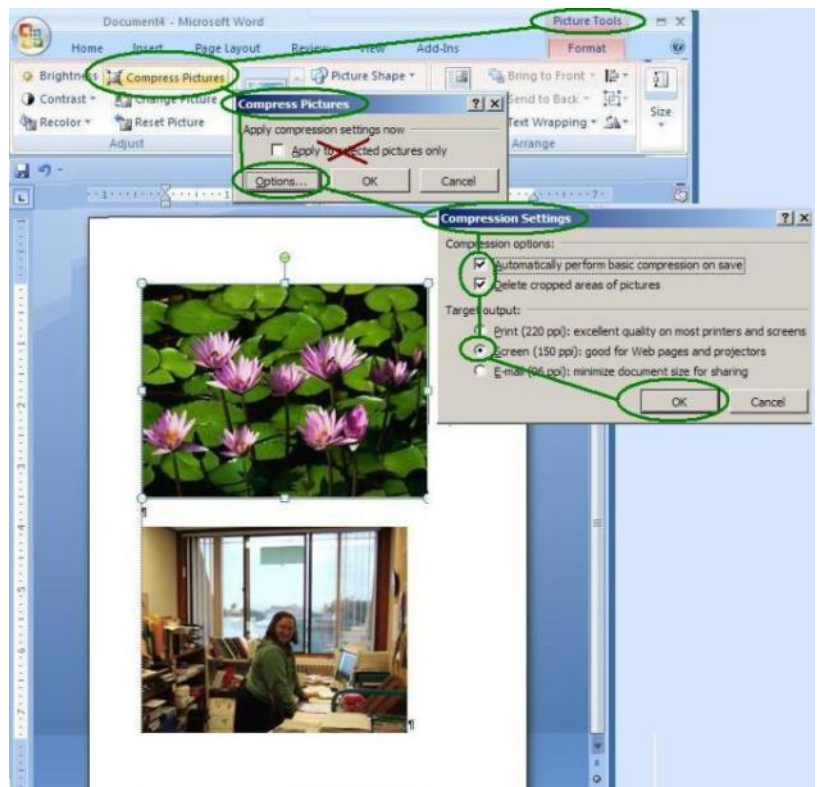 Document4 - Microsoft Word Picture Tools
Home Insert Page Layout Review View Add-Ins Format
Brightness Compress Pictures Picture Shape Bring to Front
Contrast Change Picture Send to Back
Recolor Reset Picture Text Wrapping Size
Adjust Arrange
Compress Pictures
Apply compression settings now
Apply to selected pictures only
Options... OK Cancel
Compression Settings
Compression options:
Automatically perform basic compression on save
Delete cropped areas of pictures
Target output:
Print (220 ppi): excellent quality on most printers and screens
Screen (150 ppi): good for Web pages and projectors
E-mail (96 ppi): minimize document size for sharing
OK Cancel